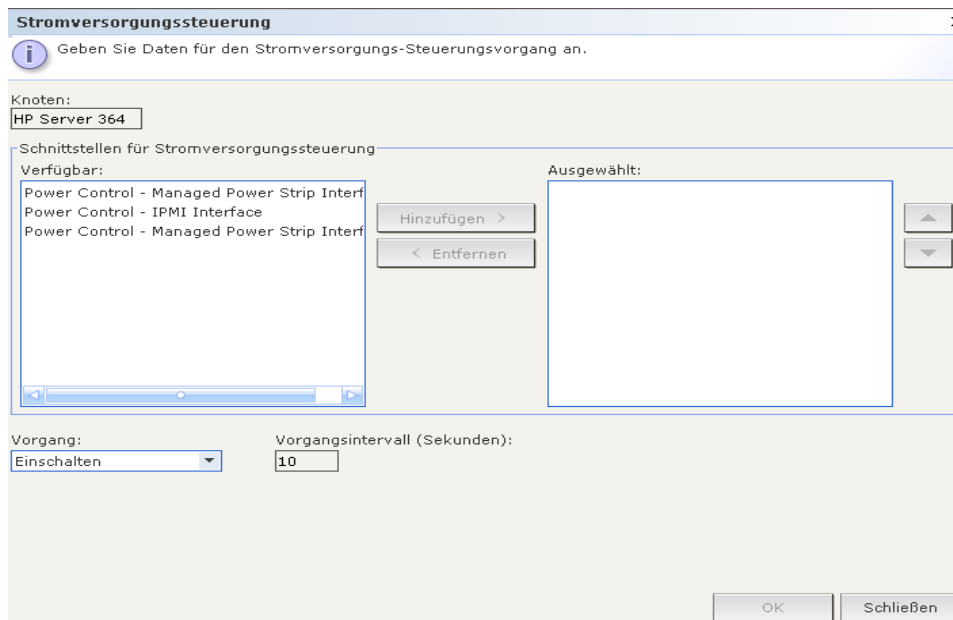 Stromversorgungssteuerung
i
Geben Sie Daten für den Stromversorgungs-Steuerungsvorgang an.
Knoten:
HP Server 364
Schnittstellen für Stromversorgungssteuerung
Verfügbar:
Power Control - Managed Power Strip Interf
Power Control - IPMI Interface
Power Control - Managed Power Strip Interf
Hinzufügen >
< Entfernen
Ausgewählt:
Vorgang:
Einschalten
Vorgangsintervall (Sekunden):
10
OK
Schließen